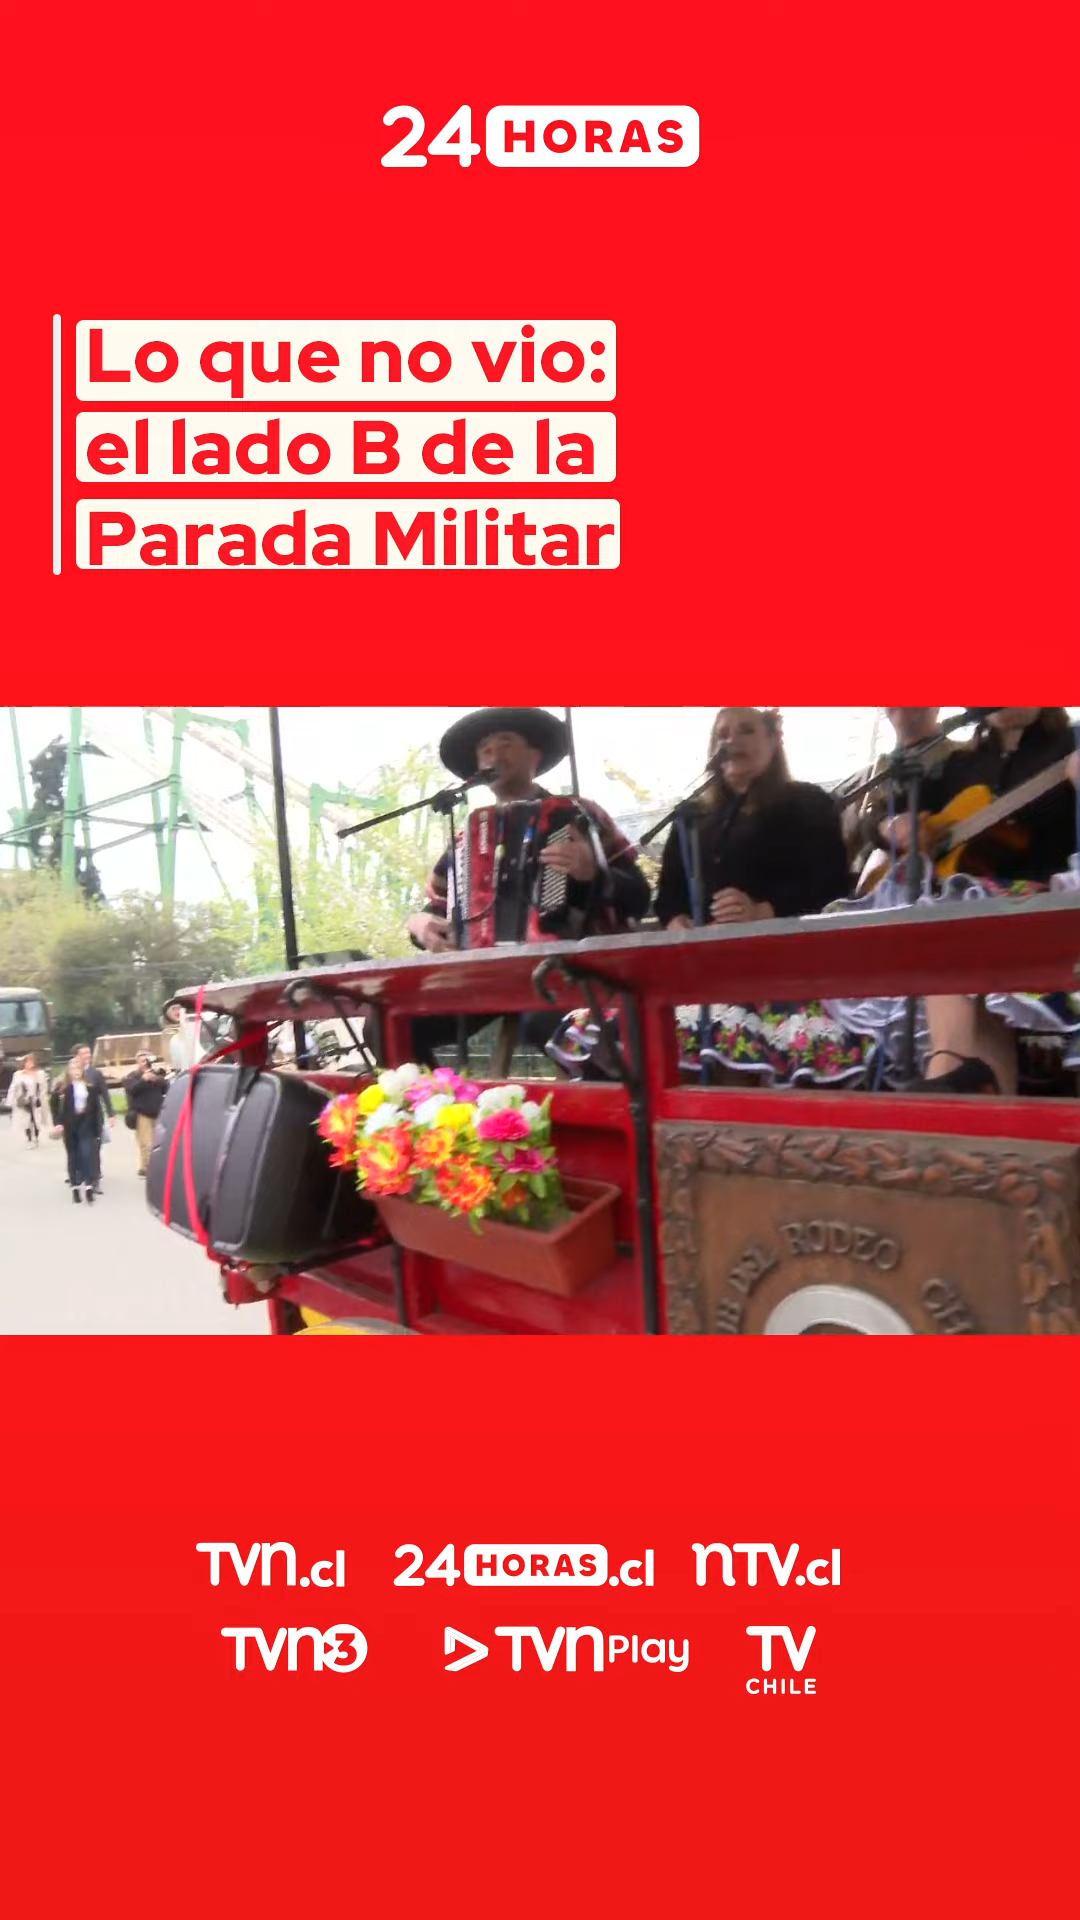 24 HORAS
Lo que no vio:
el lado B de la
Parada Militar
DEL RODEO
TVN.cl 24 HORAS.cl NTV.cl
TVN3 TVN Play TV CHILE